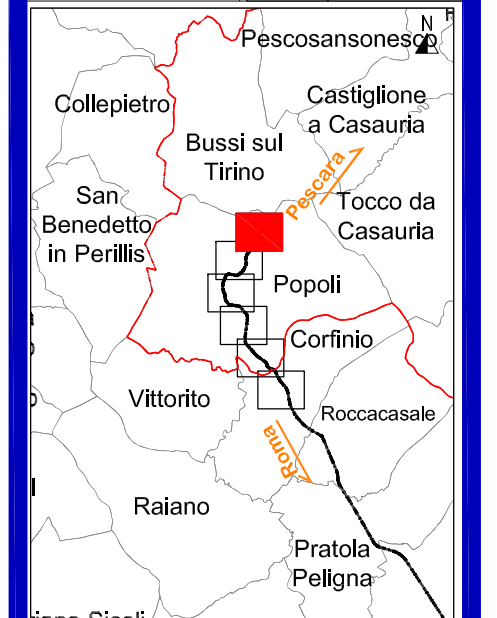 N
Pescosansonesco
Collepietro
Castiglione
a Casauria
Bussi sul
Tirino
Pescara
San
Benedetto
in Perillis
Tocco da
Casauria
Popoli
Corfinio
Vittorito
Roccacasale
Roma
Raiano
Pratola
Peligna